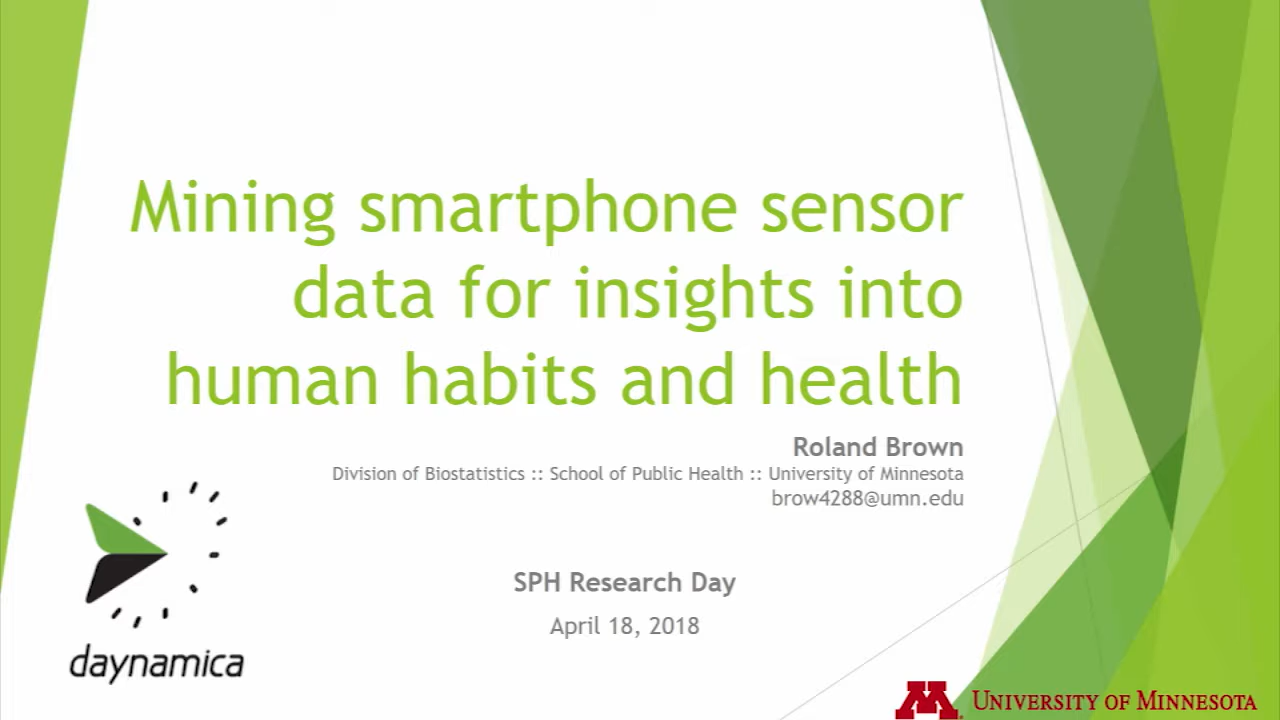 Mining smartphone sensor
data for insights into
human habits and health
Roland Brown
Division of Biostatistics :: School of Public Health :: University of Minnesota
brow4288@umn.edu
SPH Research Day
April 18, 2018
daynamica
M
UNIVERSITY OF MINNESOTA